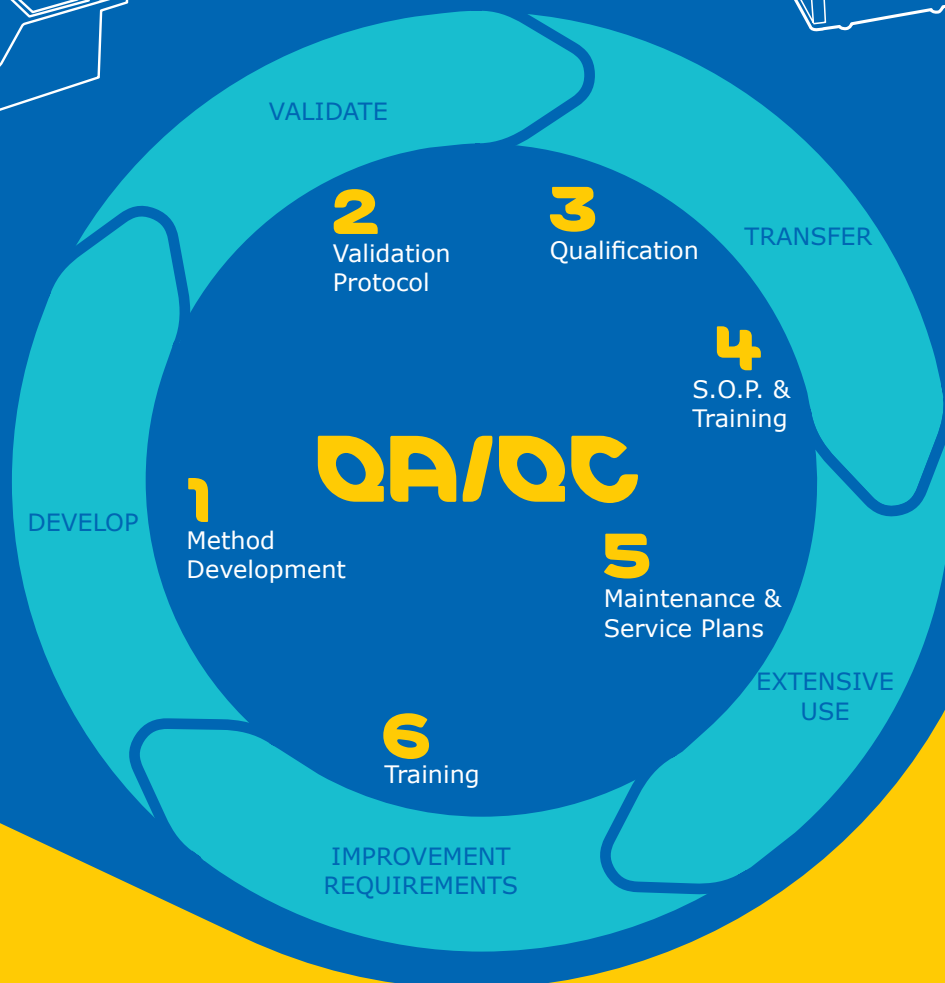 VALIDATE
2
Validation
Protocol
3
Qualification
TRANSFER
4
S.O.P. &
Training
QA/QC
1
Method
Development
DEVELOP
5
Maintenance &
Service Plans
EXTENSIVE
USE
6
Training
IMPROVEMENT
REQUIREMENTS